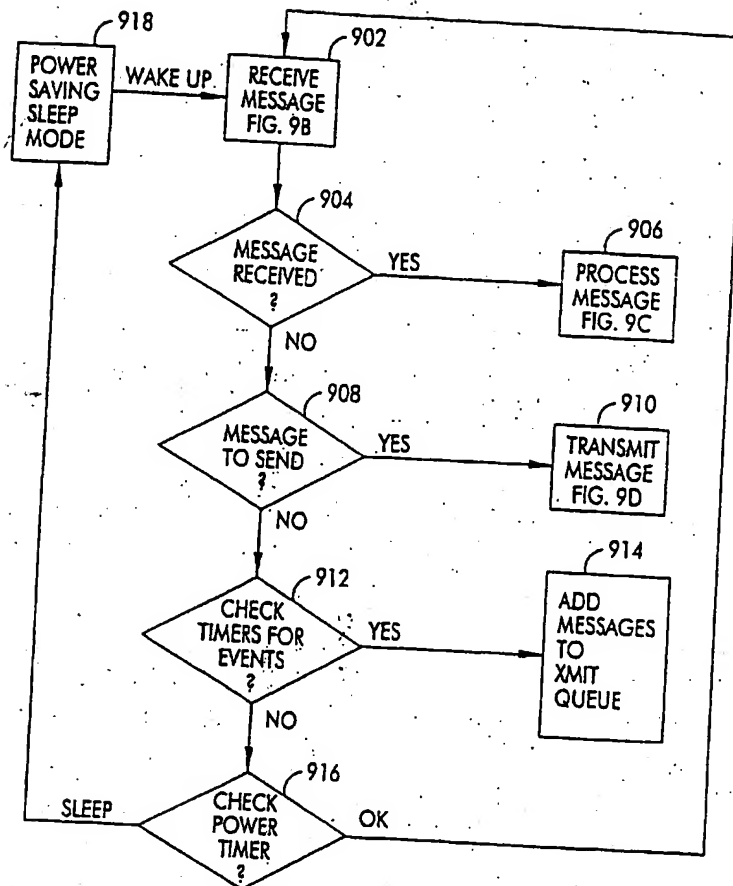 918
POWER
SAVING
SLEEP
MODE
WAKE UP
902
RECEIVE
MESSAGE
FIG. 9B
904
MESSAGE
RECEIVED
?
YES
NO
906
PROCESS
MESSAGE
FIG. 9C
908
MESSAGE
TO SEND
?
YES
NO
910
TRANSMIT
MESSAGE
FIG. 9D
912
CHECK
TIMERS FOR
EVENTS
?
YES
NO
914
ADD
MESSAGES
TO
XMIT
QUEUE
916
CHECK
POWER
TIMER
?
SLEEP
OK